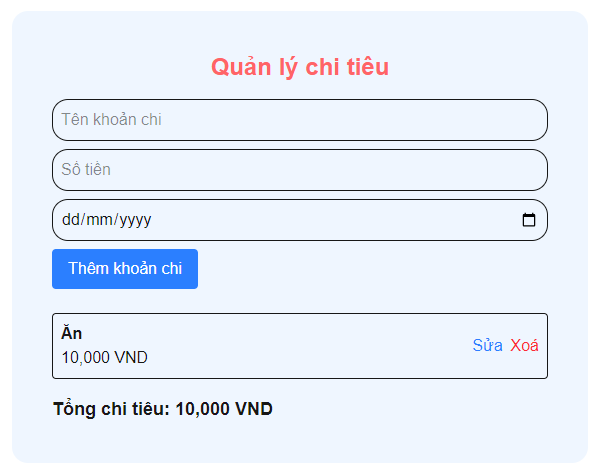 Quản lý chi tiêu
Tên khoản chi
Số tiền
dd/mm/yyyy
Thêm khoản chi
Ăn
10,000 VND
Sửa Xoá
Tổng chi tiêu: 10,000 VND